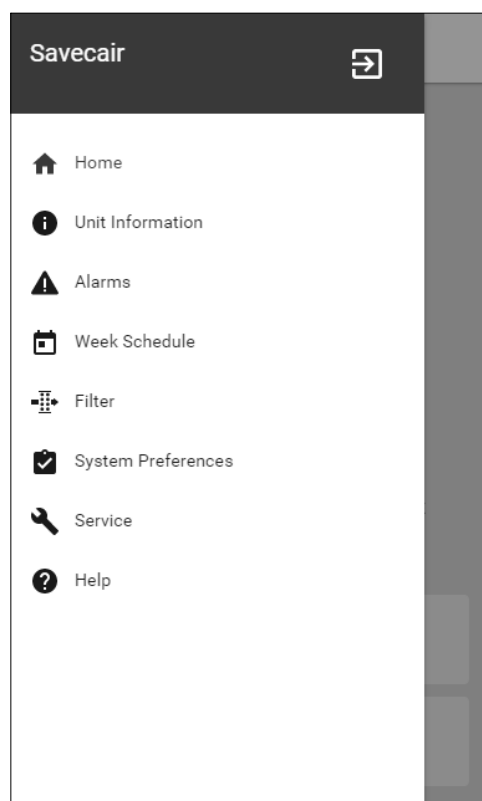 Savecair
Home
Unit Information
Alarms
Week Schedule
Filter
System Preferences
Service
Help